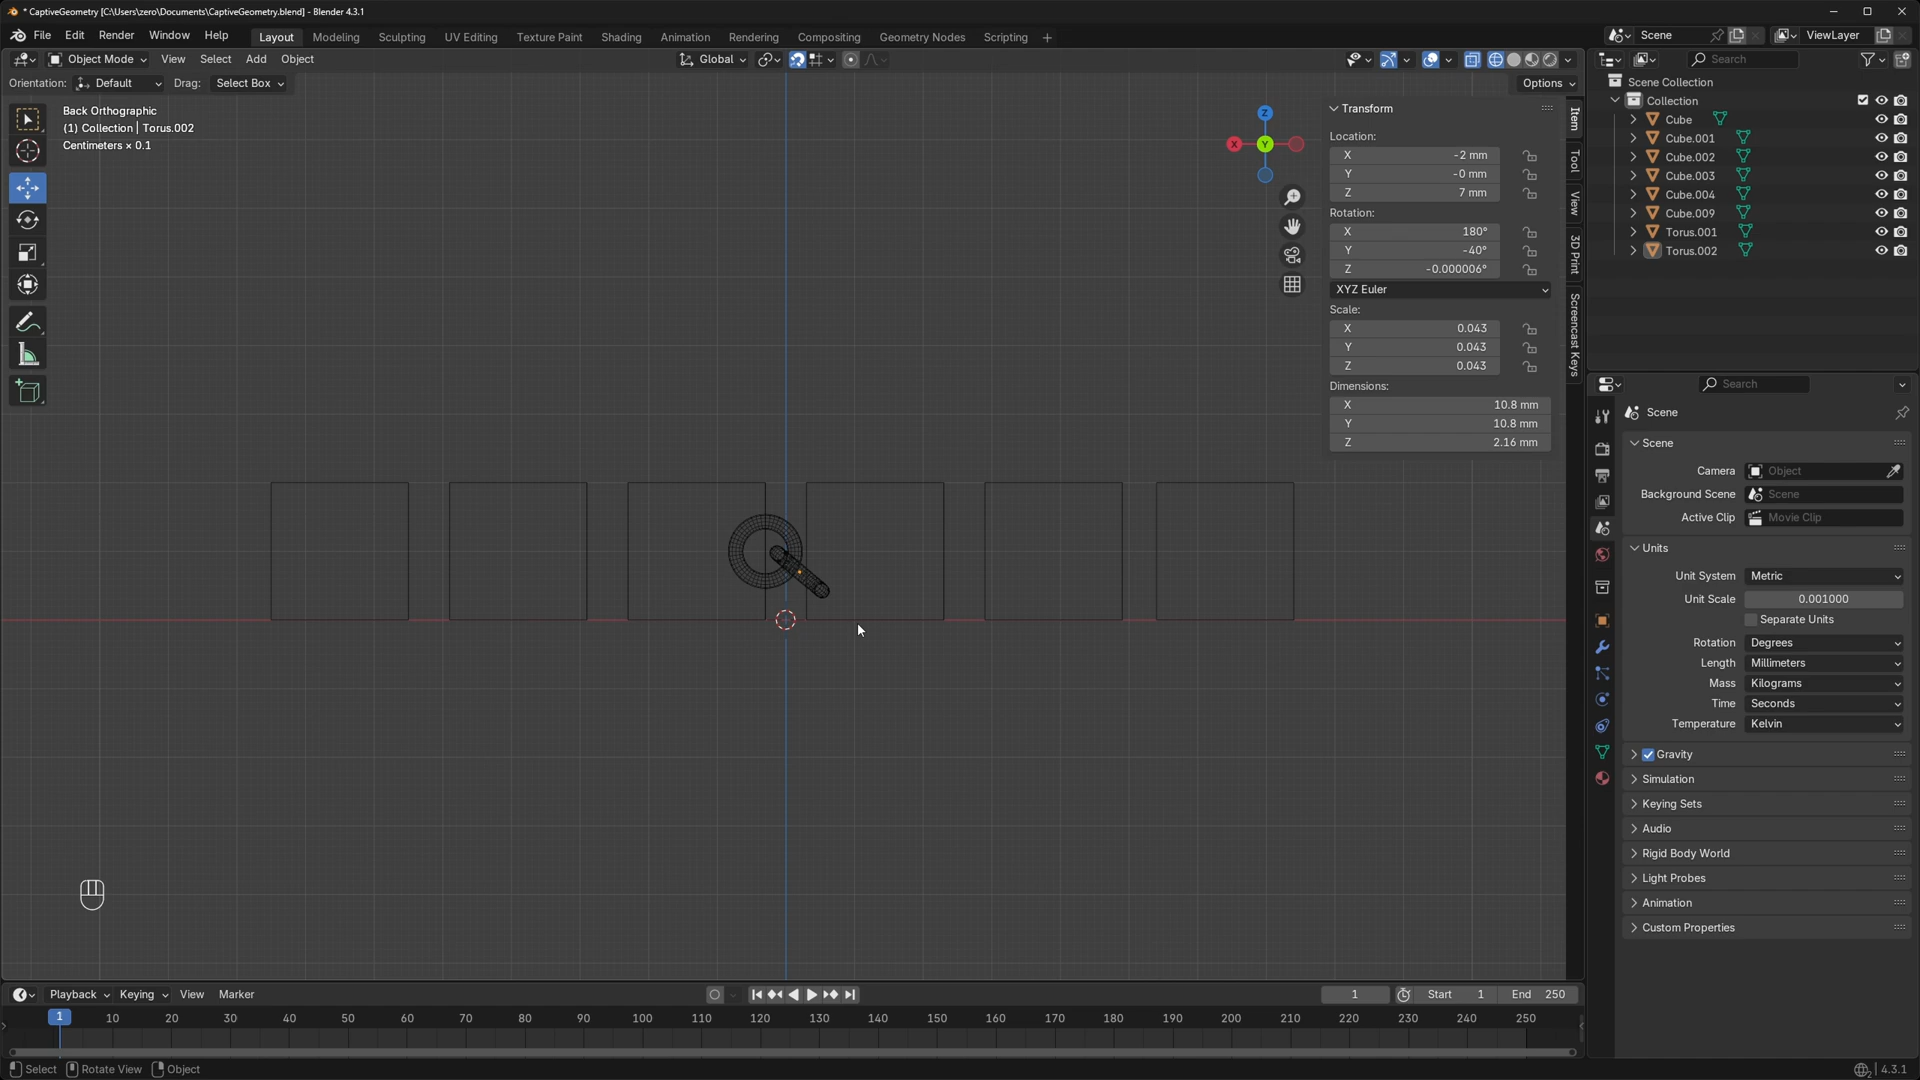 * CaptiveGeometry [C:\Users\zero\Documents\CaptiveGeometry.blend] - Blender 4.3.1
File Edit Render Window Help Layout Modeling Sculpting UV Editing Texture Paint Shading Animation Rendering Compositing Geometry Nodes Scripting + Scene ViewLayer
Object Mode View Select Add Object Global Search
Orientation: Default Drag: Select Box Options
Back Orthographic
(1) Collection | Torus.002
Centimeters × 0.1
Z
X
Y
Transform
Location:
X -2 mm
Y -0 mm
Z 7 mm
Rotation:
X 180°
Y -40°
Z -0.000006°
XYZ Euler
Scale:
X 0.043
Y 0.043
Z 0.043
Dimensions:
X 10.8 mm
Y 10.8 mm
Z 2.16 mm
Item
Tool
View
3D Print
Screencast Keys
Scene Collection
Collection
Cube
Cube.001
Cube.002
Cube.003
Cube.004
Cube.009
Torus.001
Torus.002
Search
Scene
Scene
Camera Object
Background Scene Scene
Active Clip Movie Clip
Units
Unit System Metric
Unit Scale 0.001000
Separate Units
Rotation Degrees
Length Millimeters
Mass Kilograms
Time Seconds
Temperature Kelvin
Gravity
Simulation
Keying Sets
Audio
Rigid Body World
Light Probes
Animation
Custom Properties
Playback Keying View Marker 1 Start 1 End 250
1 10 20 30 40 50 60 70 80 90 100 110 120 130 140 150 160 170 180 190 200 210 220 230 240 250
Select Rotate View Object 4.3.1